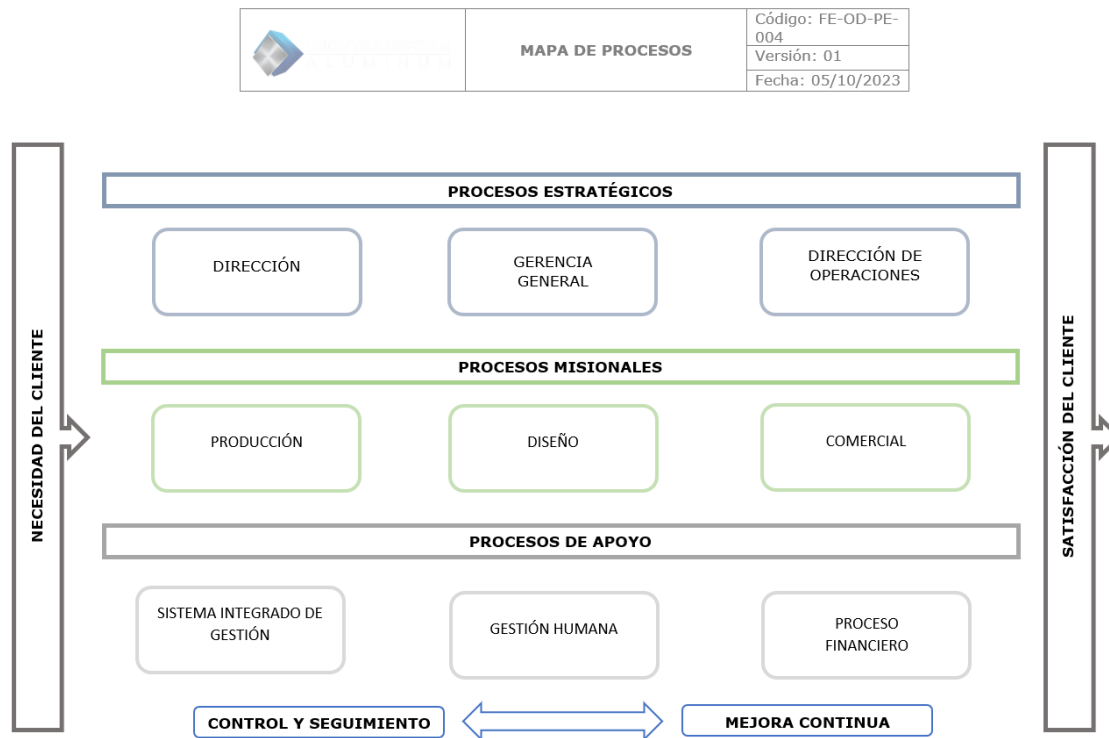 MAPA DE PROCESOS
Código: FE-OD-PE-
004
Versión: 01
Fecha: 05/10/2023
NECESIDAD DEL CLIENTE
PROCESOS ESTRATÉGICOS
DIRECCIÓN
GERENCIA
GENERAL
DIRECCIÓN DE
OPERACIONES
PROCESOS MISIONALES
PRODUCCIÓN
DISEÑO
COMERCIAL
PROCESOS DE APOYO
SISTEMA INTEGRADO DE
GESTIÓN
GESTIÓN HUMANA
PROCESO
FINANCIERO
CONTROL Y SEGUIMIENTO
MEJORA CONTINUA
SATISFACCIÓN DEL CLIENTE